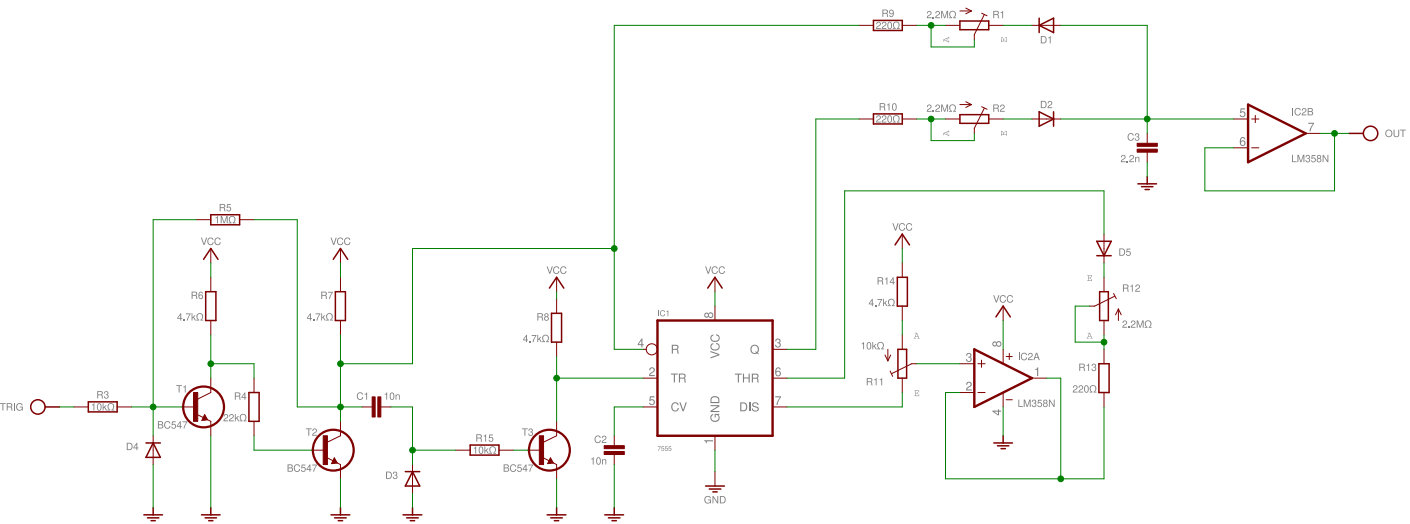 R9
220Ω
2.2MΩ
R1
A
E
D1
R10
220Ω
2.2MΩ
R2
A
E
D2
C3
2.2n
5
6
7
IC2B
LM358N
OUT
R5
1MΩ
VCC
R6
4.7kΩ
VCC
R7
4.7kΩ
VCC
R8
4.7kΩ
TRIG
R3
10kΩ
D4
T1
BC547
R4
22kΩ
T2
BC547
C1
10n
D3
R15
10kΩ
T3
BC547
C2
10n
IC1
VCC
8
VCC
4
R
Q
3
2
TR
THR
6
5
CV
DIS
7
GND
1
7555
GND
VCC
R14
4.7kΩ
A
10kΩ
R11
E
VCC
8
3
2
1
4
IC2A
LM358N
D5
E
R12
2.2MΩ
A
R13
220Ω